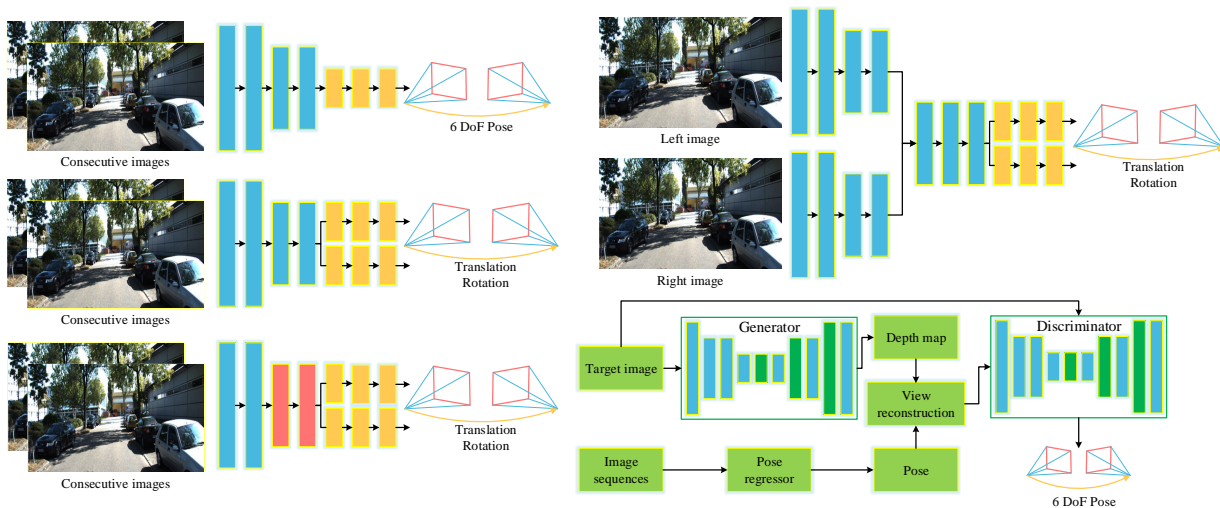 Consecutive images
6 DoF Pose
Consecutive images
Translation
Rotation
Consecutive images
Translation
Rotation
Left image
Right image
Translation
Rotation
Target image
Generator
Depth map
View
reconstruction
Discriminator
Image
sequences
Pose
regressor
Pose
6 DoF Pose